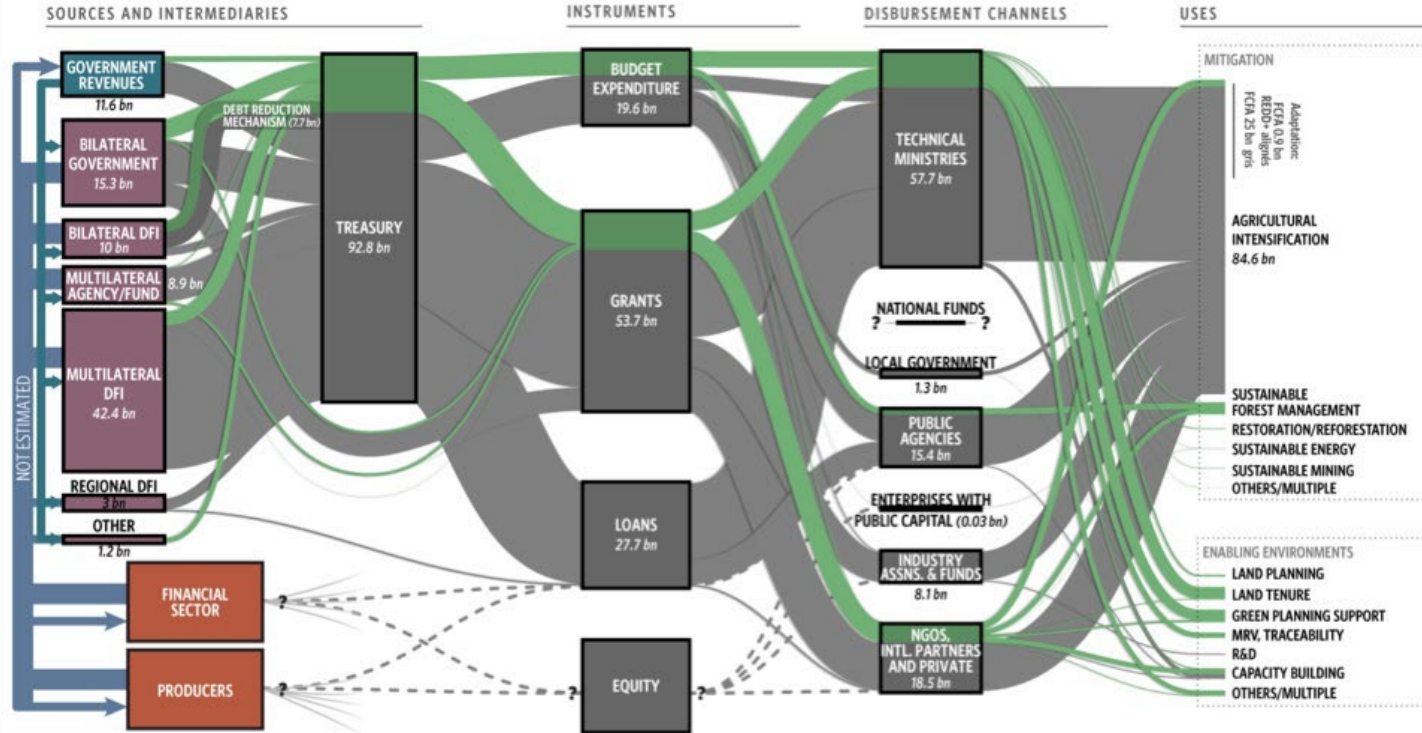 SOURCES AND INTERMEDIARIES
INSTRUMENTS
DISBURSEMENT CHANNELS
USES
GOVERNMENT
REVENUES
11.6 bn
BILATERAL
GOVERNMENT
15.3 bn
BILATERAL DFI
10 bn
MULTILATERAL
AGENCY/FUND
8.9 bn
MULTILATERAL
DFI
42.4 bn
REGIONAL DFI
3 bn
OTHER
1.2 bn
FINANCIAL
SECTOR
?
PRODUCERS
?
NOT ESTIMATED
DEBT REDUCTION
MECHANISM (7.7 bn)
TREASURY
92.8 bn
BUDGET
EXPENDITURE
19.6 bn
GRANTS
53.7 bn
LOANS
27.7 bn
? EQUITY ?
TECHNICAL
MINISTRIES
57.7 bn
NATIONAL FUNDS
? ?
LOCAL GOVERNMENT
1.3 bn
PUBLIC
AGENCIES
15.4 bn
ENTERPRISES WITH
PUBLIC CAPITAL (0.03 bn)
INDUSTRY
ASSNS. & FUNDS
8.1 bn
NGOS,
INTL. PARTNERS
AND PRIVATE
18.5 bn
MITIGATION
Adaptation:
FCFA 0.9 bn
REDD+ alignés
FCFA 25 bn gris
AGRICULTURAL
INTENSIFICATION
84.6 bn
SUSTAINABLE
FOREST MANAGEMENT
RESTORATION/REFORESTATION
SUSTAINABLE ENERGY
SUSTAINABLE MINING
OTHERS/MULTIPLE
ENABLING ENVIRONMENTS
LAND PLANNING
LAND TENURE
GREEN PLANNING SUPPORT
MRV, TRACEABILITY
R&D
CAPACITY BUILDING
OTHERS/MULTIPLE